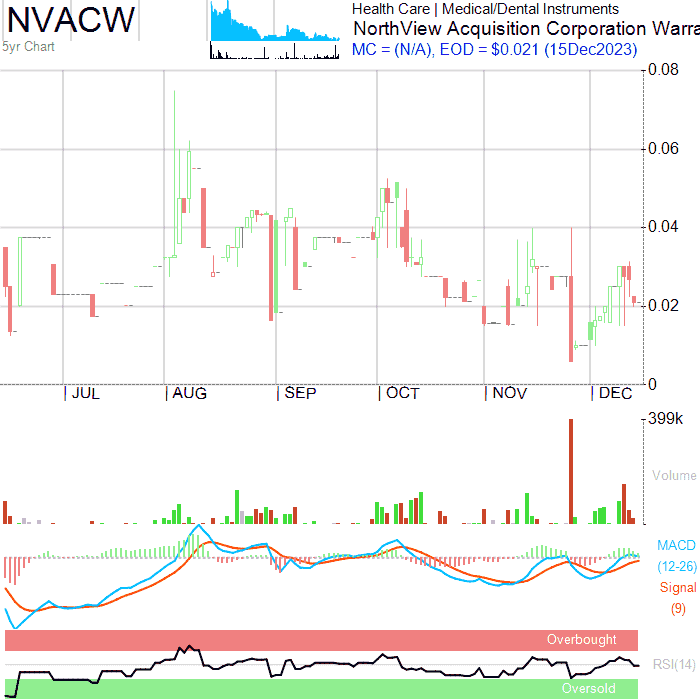 NVACW
5yr Chart
Health Care | Medical/Dental Instruments
NorthView Acquisition Corporation Warra
MC = (N/A), EOD = $0.021 (15Dec2023)
0.08
0.06
0.04
0.02
0
| JUL | AUG | SEP | OCT | NOV | DEC
399k
Volume
MACD
(12-26)
Signal
(9)
Overbought
RSI(14)
Oversold